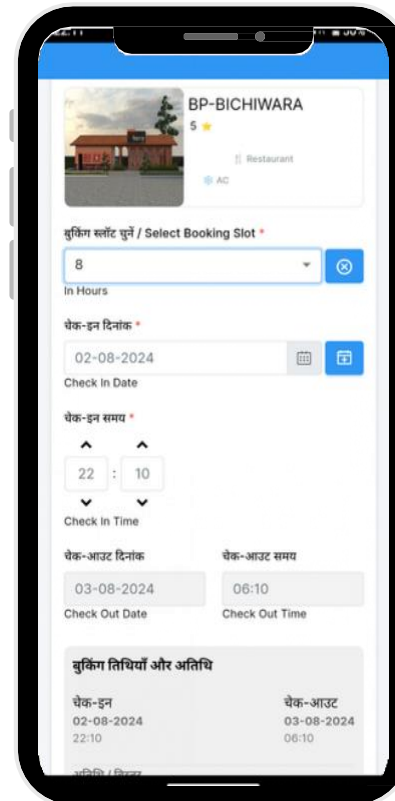 22:11
BP-BICHIWARA
5
Restaurant
AC
बुकिंग स्लॉट चुनें / Select Booking Slot *
8
In Hours
चेक-इन दिनांक *
02-08-2024
Check In Date
चेक-इन समय *
22 : 10
Check In Time
चेक-आउट दिनांक चेक-आउट समय
03-08-2024 06:10
Check Out Date Check Out Time
बुकिंग तिथियाँ और अतिथि
चेक-इन चेक-आउट
02-08-2024 03-08-2024
22:10 06:10